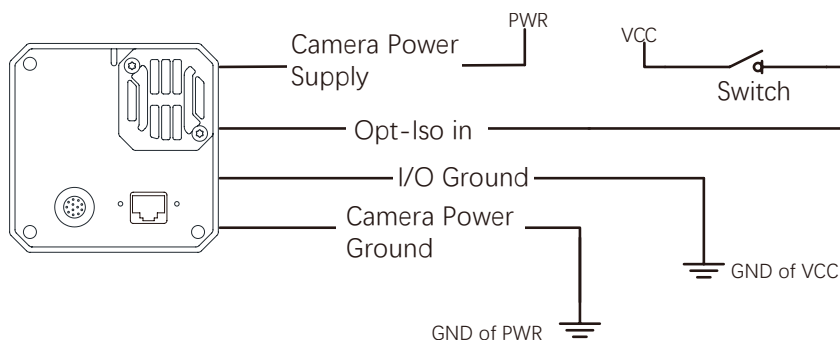 PWR
VCC
Camera Power
Supply
Switch
Opt-Iso in
I/O Ground
Camera Power
Ground
GND of VCC
GND of PWR